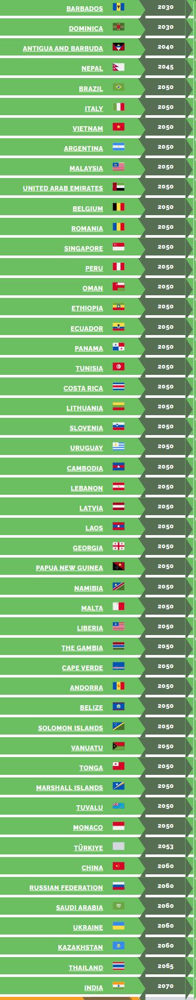 BARBADOS 2030
DOMINICA 2030
ANTIGUA AND BARBUDA 2040
NEPAL 2045
BRAZIL 2050
ITALY 2050
VIETNAM 2050
ARGENTINA 2050
MALAYSIA 2050
UNITED ARAB EMIRATES 2050
BELGIUM 2050
ROMANIA 2050
SINGAPORE 2050
PERU 2050
OMAN 2050
ETHIOPIA 2050
ECUADOR 2050
PANAMA 2050
TUNISIA 2050
COSTA RICA 2050
LITHUANIA 2050
SLOVENIA 2050
URUGUAY 2050
CAMBODIA 2050
LEBANON 2050
LATVIA 2050
LAOS 2050
GEORGIA 2050
PAPUA NEW GUINEA 2050
NAMIBIA 2050
MALTA 2050
LIBERIA 2050
THE GAMBIA 2050
CAPE VERDE 2050
ANDORRA 2050
BELIZE 2050
SOLOMON ISLANDS 2050
VANUATU 2050
TONGA 2050
MARSHALL ISLANDS 2050
TUVALU 2050
MONACO 2050
TÜRKIYE 2053
CHINA 2060
RUSSIAN FEDERATION 2060
SAUDI ARABIA 2060
UKRAINE 2060
KAZAKHSTAN 2060
THAILAND 2065
INDIA 2070